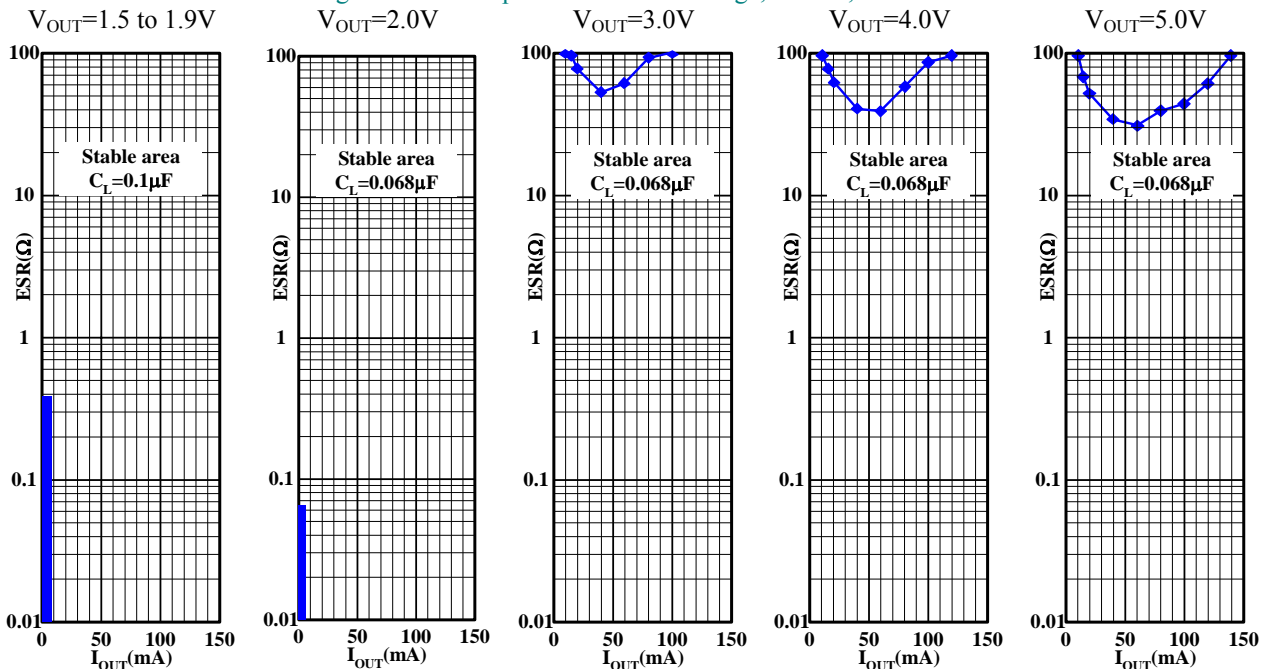 V_OUT=1.5 to 1.9V
V_OUT=2.0V
V_OUT=3.0V
V_OUT=4.0V
V_OUT=5.0V
100
10
1
0.1
0.01
ESR(Ω)
Stable area
C_L=0.1μF
0 50 100 150
I_OUT(mA)
100
10
1
0.1
0.01
ESR(Ω)
Stable area
C_L=0.068μF
0 50 100 150
I_OUT(mA)
100
10
1
0.1
0.01
ESR(Ω)
Stable area
C_L=0.068μF
0 50 100 150
I_OUT(mA)
100
10
1
0.1
0.01
ESR(Ω)
Stable area
C_L=0.068μF
0 50 100 150
I_OUT(mA)
100
10
1
0.1
0.01
ESR(Ω)
Stable area
C_L=0.068μF
0 50 100 150
I_OUT(mA)